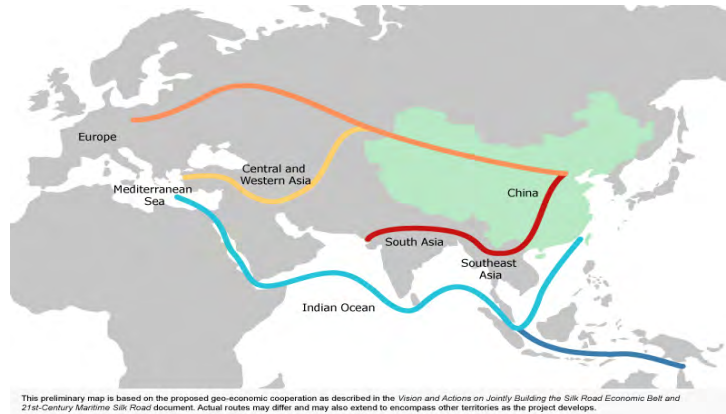 Europe
Central and
Western Asia
Mediterranean
Sea
China
South Asia
Southeast
Asia
Indian Ocean
This preliminary map is based on the proposed geo-economic cooperation as described in the Vision and Actions on Jointly Building the Silk Road Economic Belt and
21st-Century Maritime Silk Road document. Actual routes may differ and may also extend to encompass other territories as the project develops.